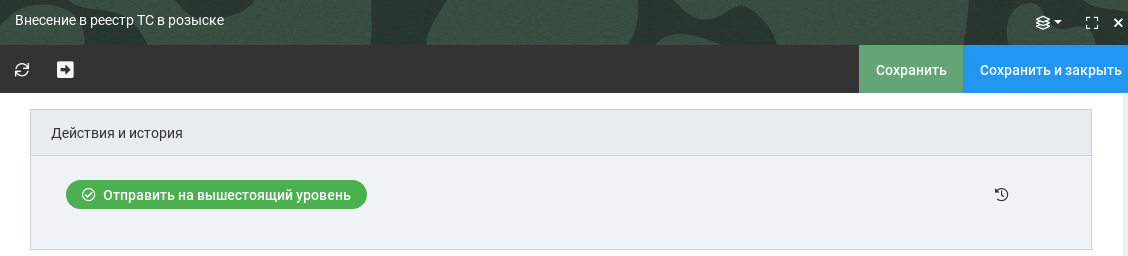 Внесение в реестр ТС в розыске
Сохранить
Сохранить и закрыть
Действия и история
Отправить на вышестоящий уровень